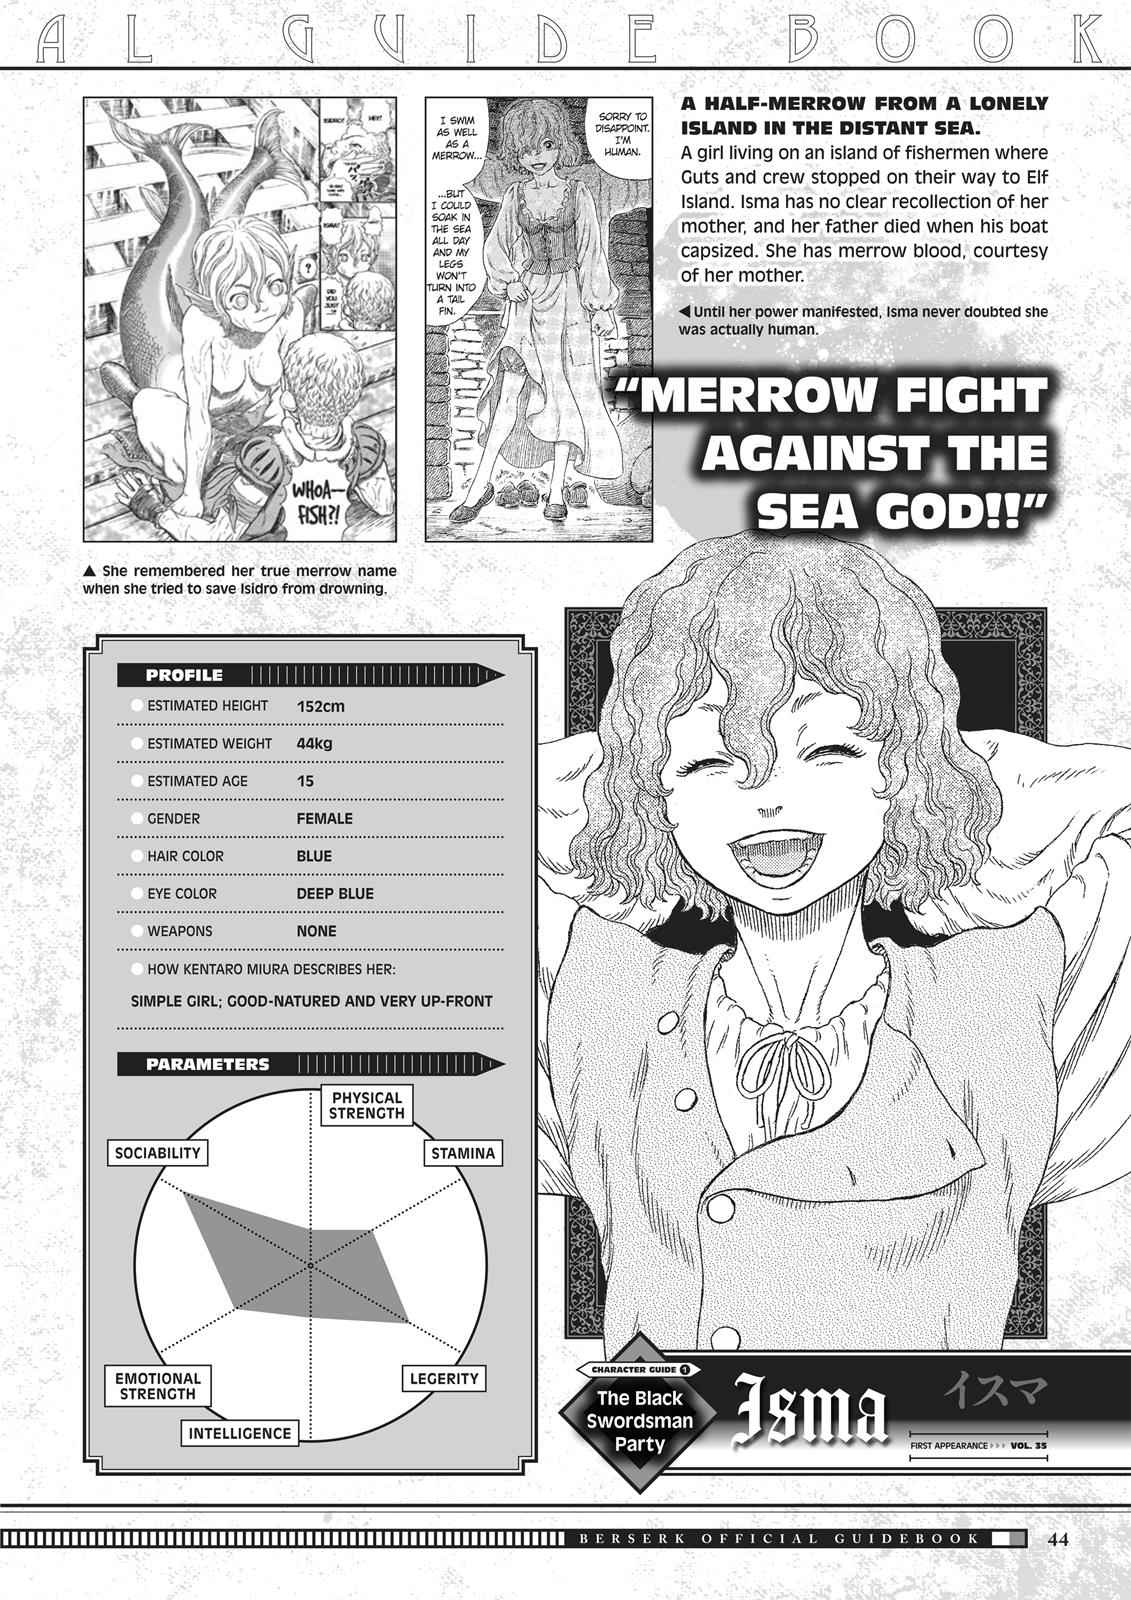 AL GUIDE BOOK
HEY!
?
DID
YOU
JUST
WHOA—
FISH?!
▲ She remembered her true merrow name
when she tried to save Isidro from drowning.
I SWIM
AS WELL
AS A
MERROW...
SORRY TO
DISAPPOINT.
I'M
HUMAN.
...BUT
I COULD
SOAK IN
THE SEA
ALL DAY
AND MY
LEGS
WON'T
TURN INTO
A TAIL
FIN.
A HALF-MERROW FROM A LONELY
ISLAND IN THE DISTANT SEA.
A girl living on an island of fishermen where
Guts and crew stopped on their way to Elf
Island. Isma has no clear recollection of her
mother, and her father died when his boat
capsized. She has merrow blood, courtesy
of her mother.
◀ Until her power manifested, Isma never doubted she
was actually human.
“MERROW FIGHT
AGAINST THE
SEA GOD!!”
PROFILE
ESTIMATED HEIGHT 152cm
ESTIMATED WEIGHT 44kg
ESTIMATED AGE 15
GENDER FEMALE
HAIR COLOR BLUE
EYE COLOR DEEP BLUE
WEAPONS NONE
HOW KENTARO MIURA DESCRIBES HER:
SIMPLE GIRL; GOOD-NATURED AND VERY UP-FRONT
PARAMETERS
PHYSICAL
STRENGTH
SOCIABILITY
STAMINA
EMOTIONAL
STRENGTH
LEGERITY
INTELLIGENCE
CHARACTER GUIDE 1
The Black
Swordsman
Party
Isma
イスマ
FIRST APPEARANCE VOL. 35
BERSERK OFFICIAL GUIDEBOOK
44